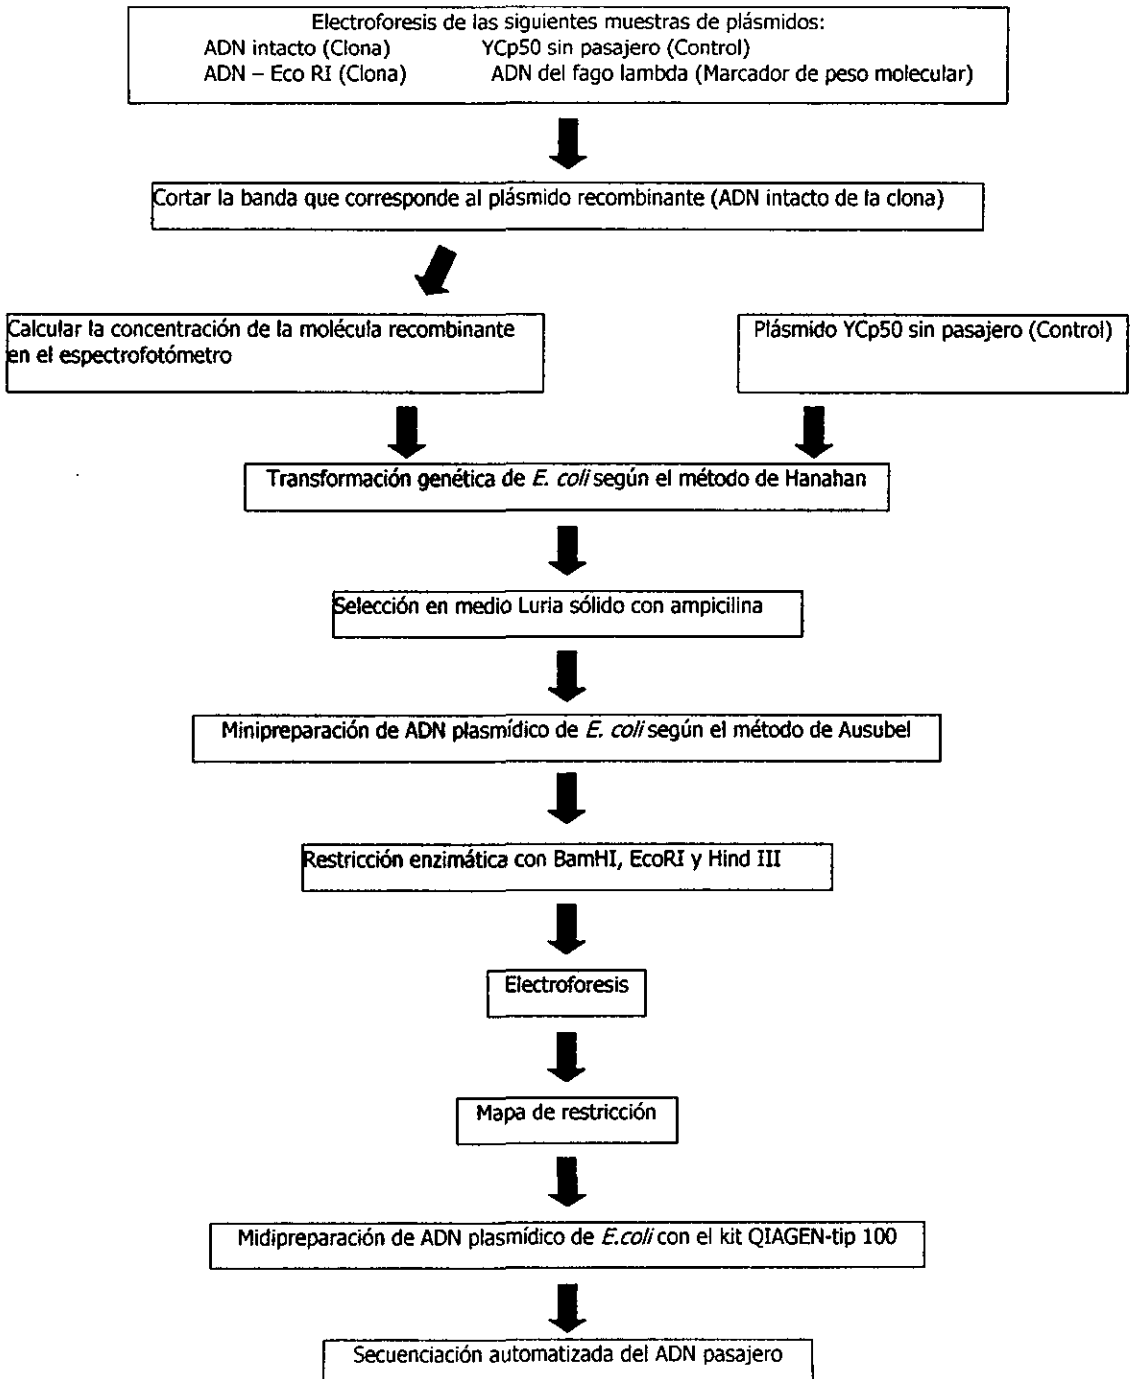 Electroforesis de las siguientes muestras de plásmidos:
ADN intacto (Clona) YCp50 sin pasajero (Control)
ADN – Eco RI (Clona) ADN del fago lambda (Marcador de peso molecular)
Cortar la banda que corresponde al plásmido recombinante (ADN intacto de la clona)
Calcular la concentración de la molécula recombinante
en el espectrofotómetro
Plásmido YCp50 sin pasajero (Control)
Transformación genética de E. coli según el método de Hanahan
Selección en medio Luria sólido con ampicilina
Minipreparación de ADN plasmídico de E. coli según el método de Ausubel
Restricción enzimática con BamHI, EcoRI y Hind III
Electroforesis
Mapa de restricción
Midipreparación de ADN plasmídico de E.coli con el kit QIAGEN-tip 100
Secuenciación automatizada del ADN pasajero